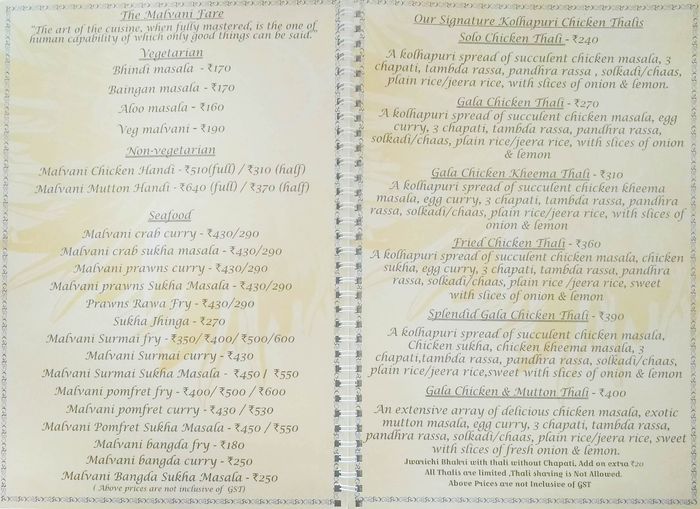 The Malvani Fare
"The art of the cuisine, when fully mastered, is the one of
human capability of which only good things can be said."
Vegetarian
Bhindi masala - ₹170
Baingan masala - ₹170
Aloo masala - ₹160
Veg malvani - ₹190
Non-vegetarian
Malvani Chicken Handi - ₹510(full) / ₹310 (half)
Malvani Mutton Handi - ₹640 (full) / ₹370 (half)
Seafood
Malvani crab curry - ₹430/290
Malvani crab sukha masala - ₹430/290
Malvani prawns curry - ₹430/290
Malvani prawns Sukha Masala - ₹430/290
Prawns Rawa Fry - ₹430/290
Sukha Jhinga - ₹270
Malvani Surmai fry - ₹350/ ₹400/ ₹500/600
Malvani Surmai curry - ₹430
Malvani Surmai Sukha Masala - ₹450 / ₹550
Malvani pomfret fry - ₹400/ ₹500 / ₹600
Malvani pomfret curry - ₹430 / ₹530
Malvani Pomfret Sukha Masala - ₹450 / ₹550
Malvani bangda fry - ₹180
Malvani bangda curry - ₹250
Malvani Bangda Sukha Masala - ₹250
( Above prices are not inclusive of GST)
Our Signature Kolhapuri Chicken Thalis
Solo Chicken Thali - ₹240
A kolhapuri spread of succulent chicken masala, 3
chapati, tambda rassa, pandhra rassa , solkadi/chaas,
plain rice/jeera rice, with slices of onion & lemon.
Gala Chicken Thali - ₹270
A kolhapuri spread of succulent chicken masala, egg
curry, 3 chapati, tambda rassa, pandhra rassa,
solkadi/chaas, plain rice/jeera rice, with slices of onion
& lemon
Gala Chicken Kheema Thali - ₹310
A kolhapuri spread of succulent chicken kheema
masala, egg curry, 3 chapati, tambda rassa, pandhra
rassa, solkadi/chaas, plain rice/jeera rice, with slices of
onion & lemon
Fried Chicken Thali - ₹360
A kolhapuri spread of succulent chicken masala, chicken
sukha, egg curry, 3 chapati, tambda rassa, pandhra
rassa, solkadi/chaas, plain rice /jeera rice, sweet
with slices of onion & lemon
Splendid Gala Chicken Thali - ₹390
A kolhapuri spread of succulent chicken masala,
Chicken sukha, chicken kheema masala, 3
chapati,tambda rassa, pandhra rassa, solkadi/chaas,
plain rice/jeera rice,sweet with slices of onion & lemon
Gala Chicken & Mutton Thali - ₹400
An extensive array of delicious chicken masala, exotic
mutton masala, egg curry, 3 chapati, tambda rassa,
pandhra rassa, solkadi/chaas, plain rice/jeera rice, sweet
with slices of fresh onion & lemon.
Jwarichi Bhakri with thali without Chapati, Add on extra ₹20
All Thalis are limited ,Thali sharing is Not Allowed.
Above Prices are not Inclusive of GST